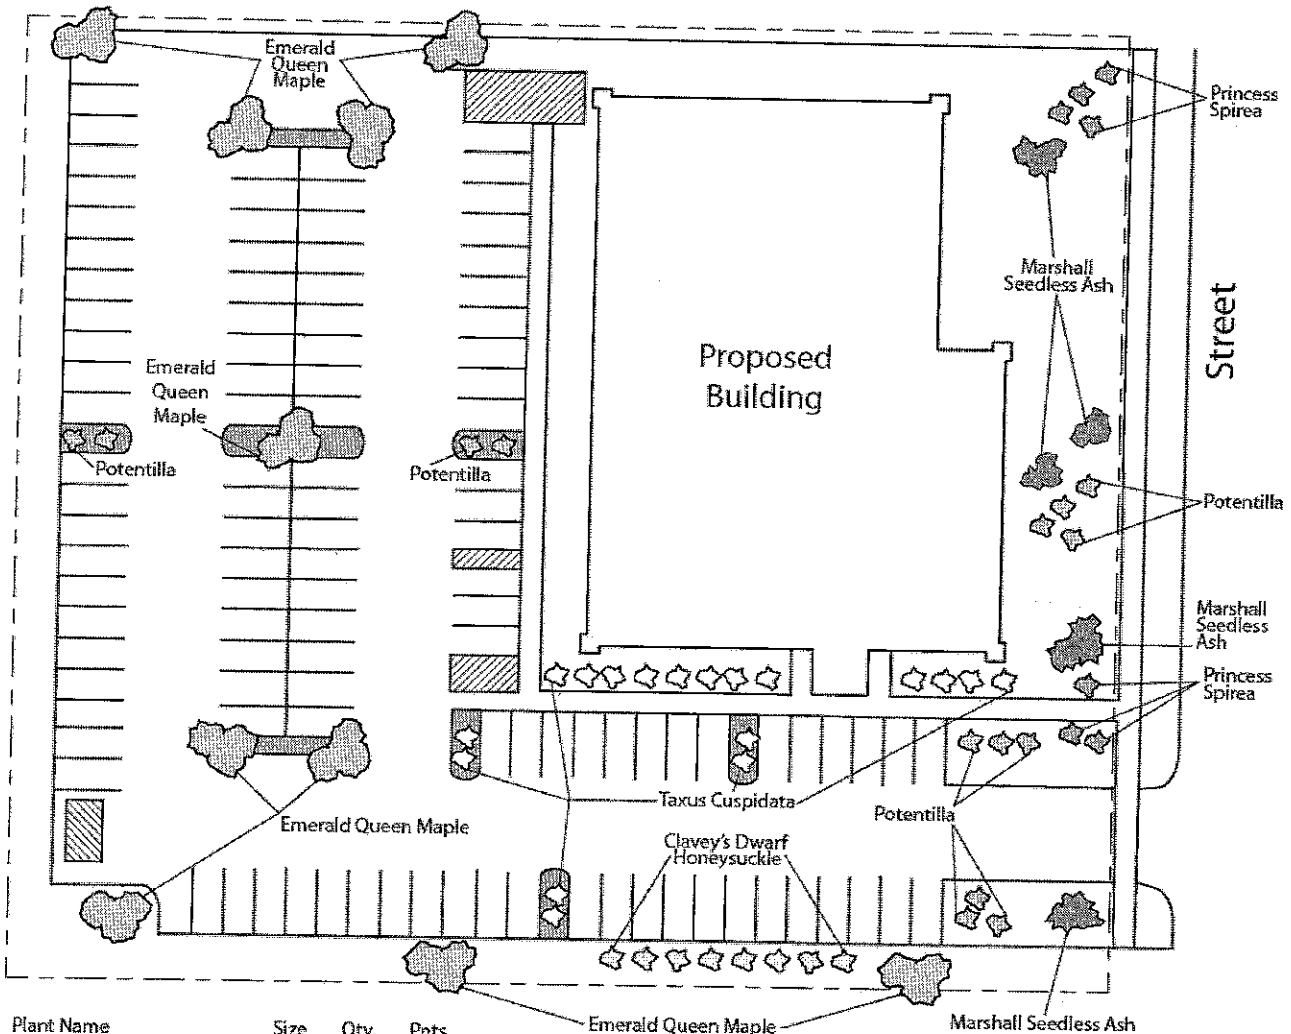 Emerald
Queen
Maple
Princess
Spirea
Marshall
Seedless Ash
Street
Proposed
Building
Emerald
Queen
Maple
Potentilla
Potentilla
Potentilla
Marshall
Seedless
Ash
Princess
Spirea
Taxus Cuspidata
Potentilla
Emerald Queen Maple
Clavey's Dwarf
Honeysuckle
Plant Name Size Qty Pnts
Emerald Queen Maple
Marshall Seedless Ash